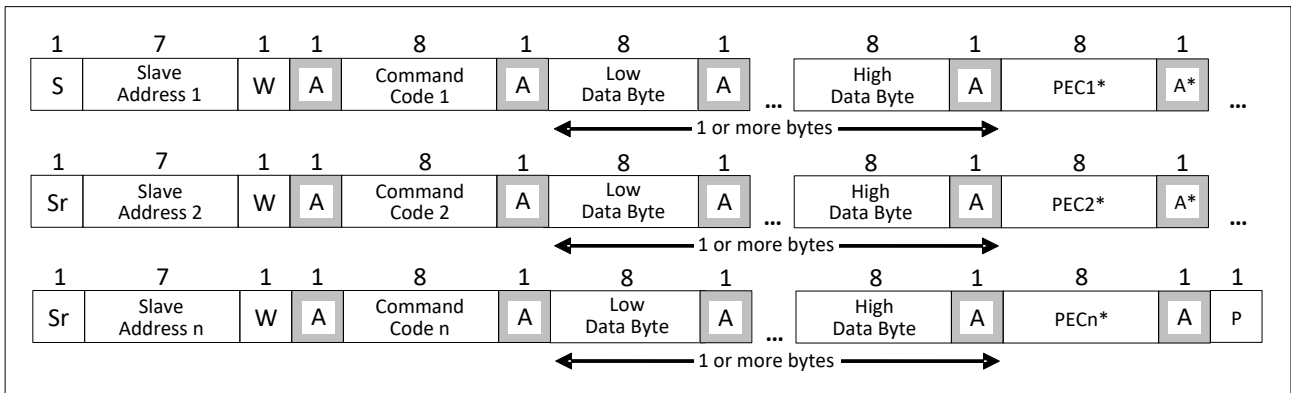 1 7 1 1 8 1 8 1 8 1 8 1
S Slave Address 1 W A Command Code 1 A Low Data Byte A ... High Data Byte A PEC1* A* ...
1 or more bytes
1 7 1 1 8 1 8 1 8 1 8 1
Sr Slave Address 2 W A Command Code 2 A Low Data Byte A ... High Data Byte A PEC2* A* ...
1 or more bytes
1 7 1 1 8 1 8 1 8 1 8 1 1
Sr Slave Address n W A Command Code n A Low Data Byte A ... High Data Byte A PECn* A P
1 or more bytes